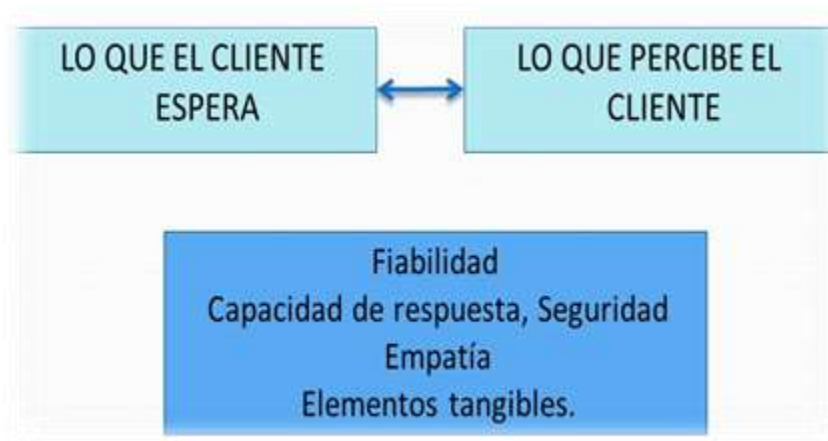 LO QUE EL CLIENTE
ESPERA
LO QUE PERCIBE EL
CLIENTE
Fiabilidad
Capacidad de respuesta, Seguridad
Empatía
Elementos tangibles.